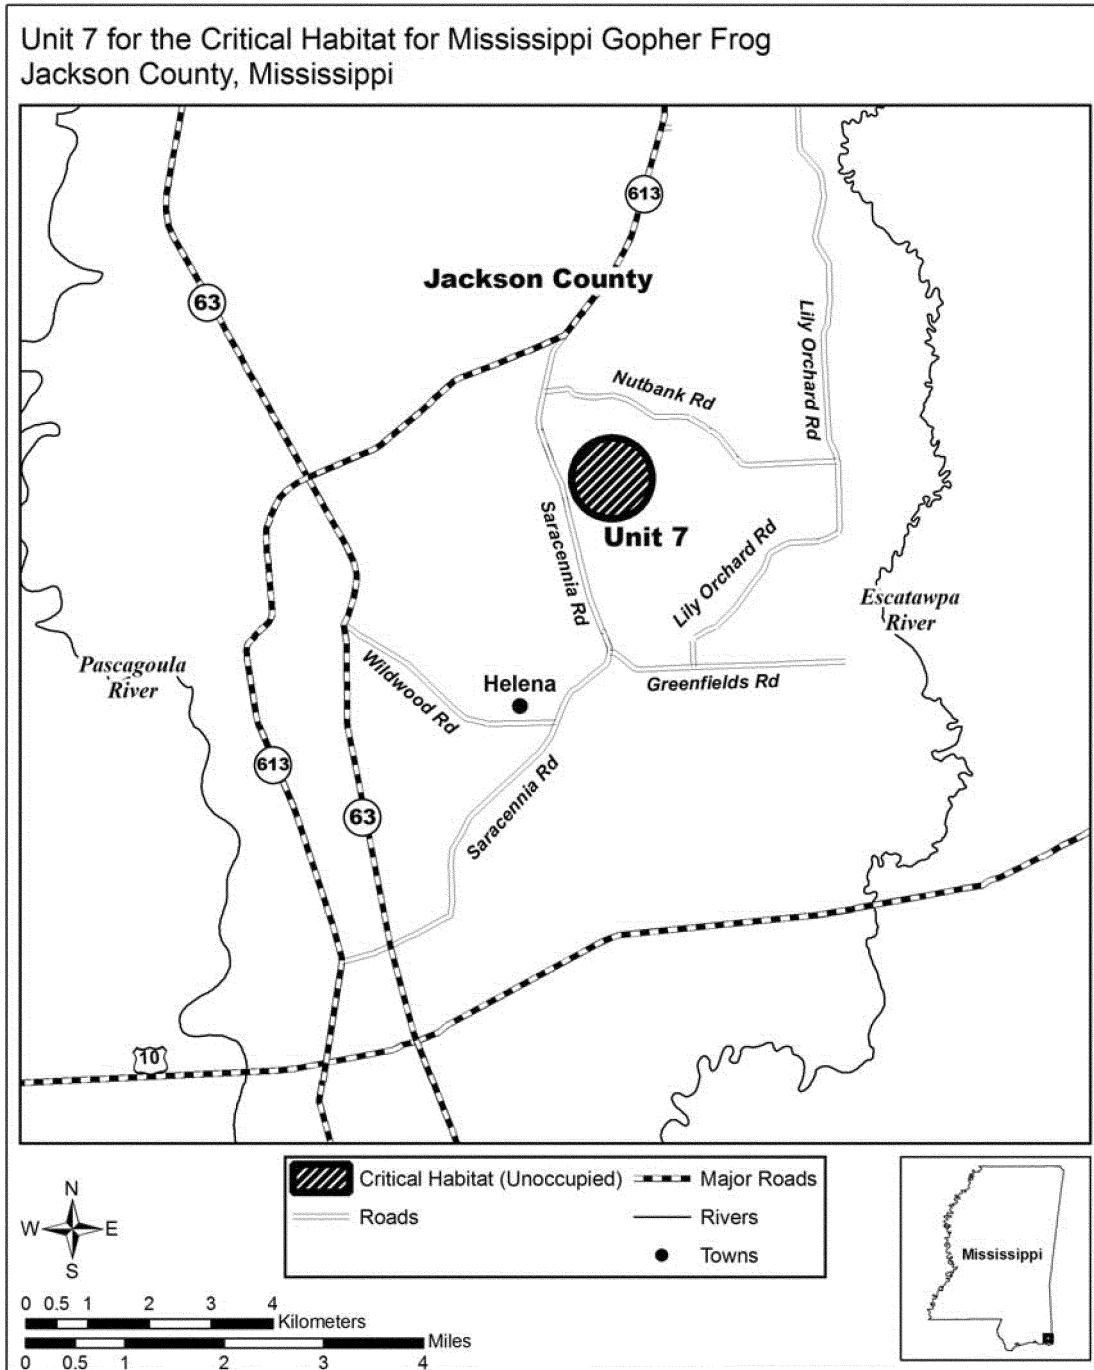 Unit 7 for the Critical Habitat for Mississippi Gopher Frog
Jackson County, Mississippi
613
Jackson County
63
Lily Orchard Rd
Nutbank Rd
Saracennia Rd
Unit 7
Lily Orchard Rd
Escatawpa
River
Pascagoula
River
Wildwood Rd
Helena
Greenfields Rd
613
63
Saracennia Rd
10
N
W E
S
Critical Habitat (Unoccupied)
Major Roads
Roads
Rivers
Towns
Mississippi
0 0.5 1 2 3 4
Kilometers
Miles
0 0.5 1 2 3 4